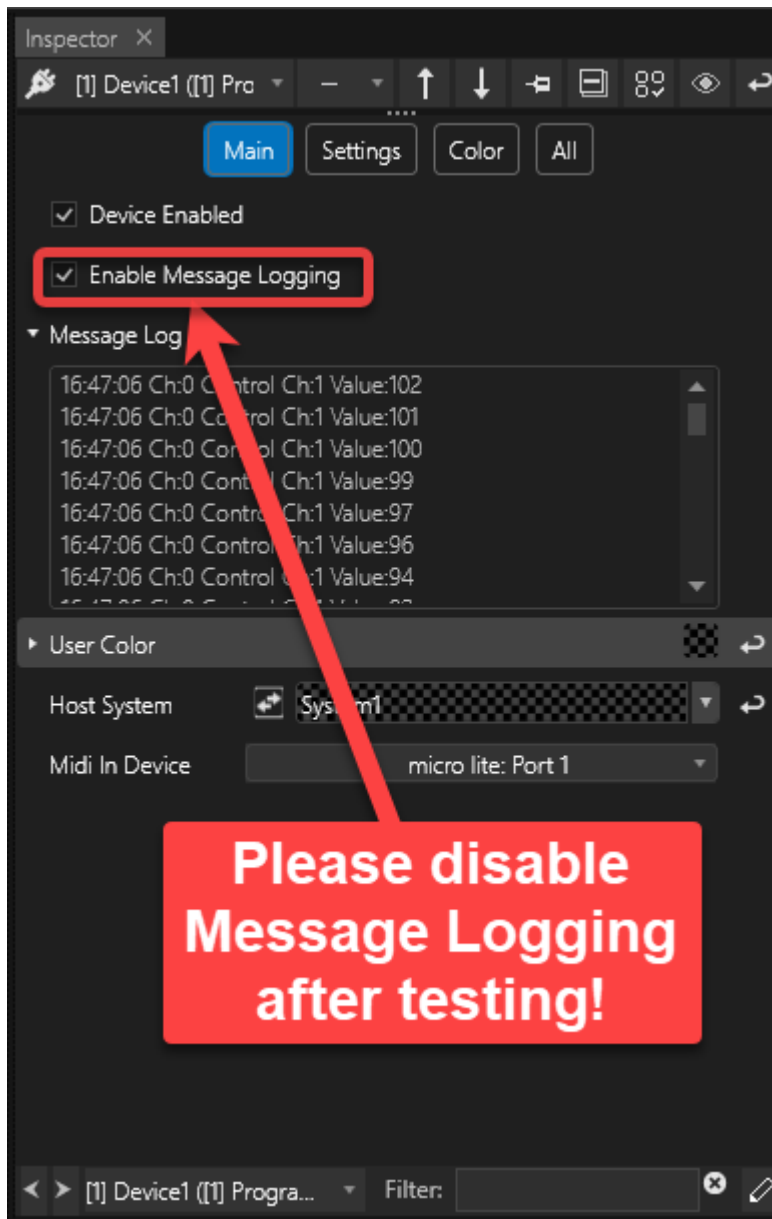 Inspector
[1] Device1 ([1] Pro
Main Settings Color All
Device Enabled
Enable Message Logging
Message Log
16:47:06 Ch:0 Control Ch:1 Value:102
16:47:06 Ch:0 Control Ch:1 Value:101
16:47:06 Ch:0 Control Ch:1 Value:100
16:47:06 Ch:0 Control Ch:1 Value:99
16:47:06 Ch:0 Control Ch:1 Value:97
16:47:06 Ch:0 Control Ch:1 Value:96
16:47:06 Ch:0 Control Ch:1 Value:94
User Color
Host System System1
Midi In Device micro lite: Port 1
Please disable
Message Logging
after testing!
[1] Device1 ([1] Progra... Filter: